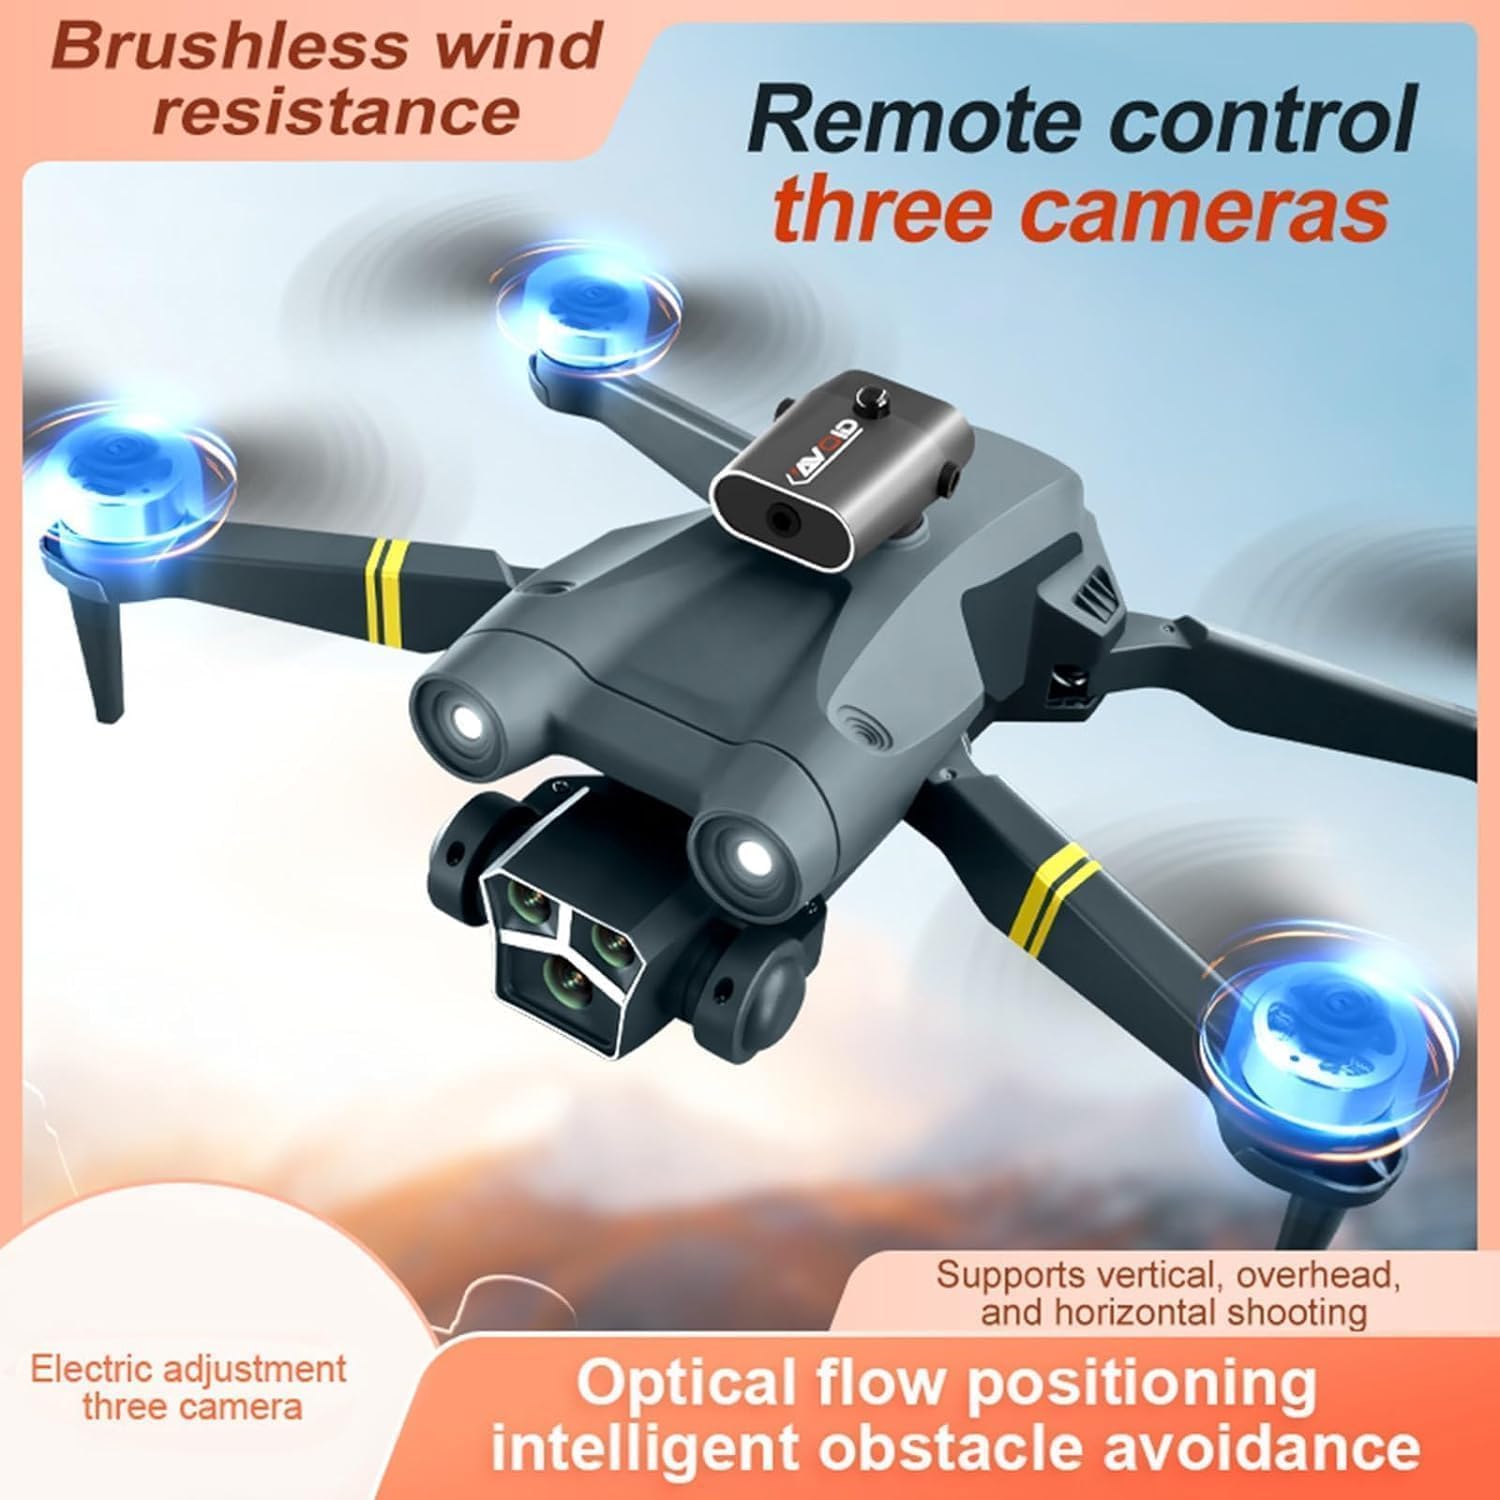 Brushless wind
resistance
Remote control
three cameras
AVOID
Supports vertical, overhead,
and horizontal shooting
Electric adjustment
three camera
Optical flow positioning
intelligent obstacle avoidance